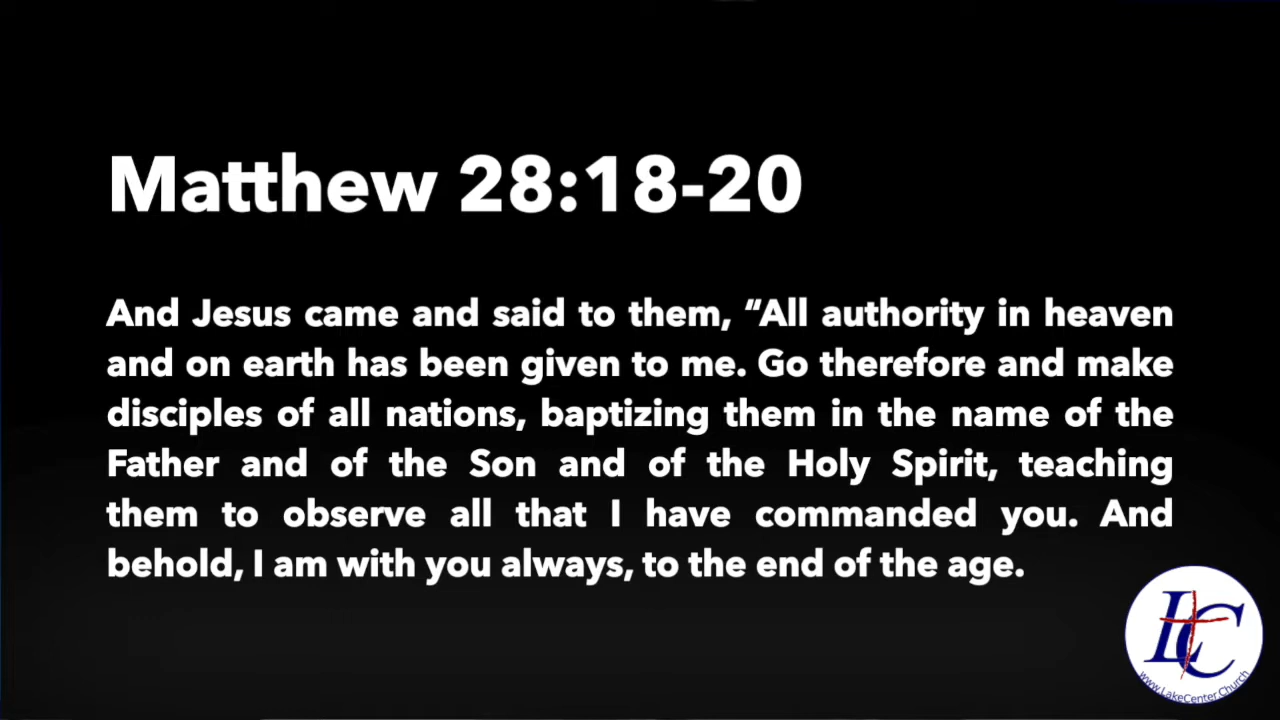 Matthew 28:18-20
And Jesus came and said to them, “All authority in heaven
and on earth has been given to me. Go therefore and make
disciples of all nations, baptizing them in the name of the
Father and of the Son and of the Holy Spirit, teaching
them to observe all that I have commanded you. And
behold, I am with you always, to the end of the age.
LC
www.LakeCenter.Church